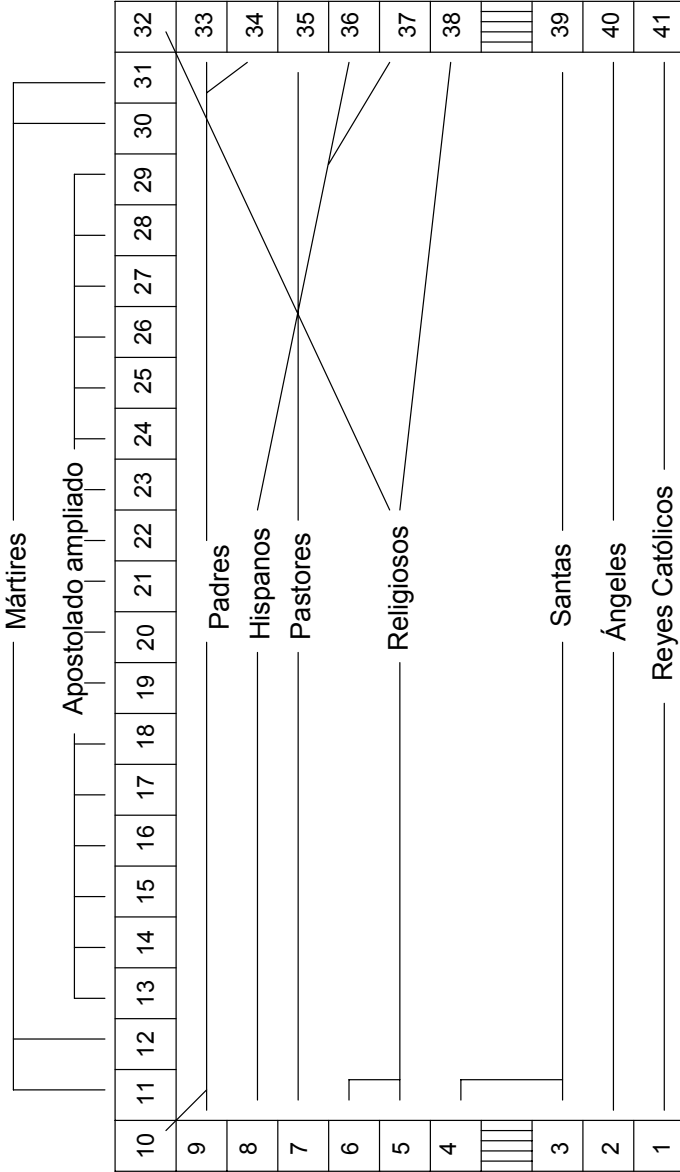 Mártires
Apostolado ampliado
10 11 12 13 14 15 16 17 18 19 20 21 22 23 24 25 26 27 28 29 30 31 32
9 Padres 33
8 Hispanos 34
7 Pastores 35
6 36
5 Religiosos 37
4 38
3 Santas 39
2 Ángeles 40
1 Reyes Católicos 41